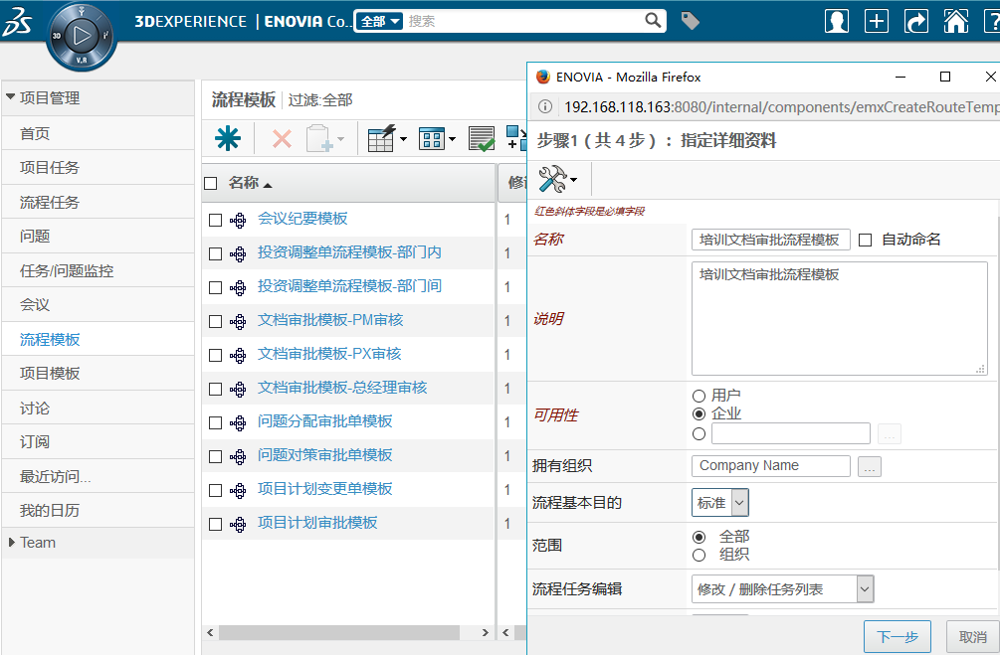 3DEXPERIENCE | ENOVIA Co..
全部
搜索
3D
V.R
项目管理
首页
项目任务
流程任务
问题
任务/问题监控
会议
流程模板
项目模板
讨论
订阅
最近访问...
我的日历
Team
流程模板 过滤:全部
名称
修
会议纪要模板 1
投资调整单流程模板-部门内 1
投资调整单流程模板-部门间 1
文档审批模板-PM审核 1
文档审批模板-PX审核 1
文档审批模板-总经理审核 1
问题分配审批单模板 1
问题对策审批单模板 1
项目计划变更单模板 1
项目计划审批模板 1
ENOVIA - Mozilla Firefox
192.168.118.163:8080/internal/components/emxCreateRouteTemp
步骤1 ( 共 4 步 ) ： 指定详细资料
红色斜体字段是必填字段
名称 培训文档审批流程模板 自动命名
说明 培训文档审批流程模板
可用性
用户
企业
...
拥有组织 Company Name ...
流程基本目的 标准
范围
全部
组织
流程任务编辑 修改 / 删除任务列表
下一步 取消